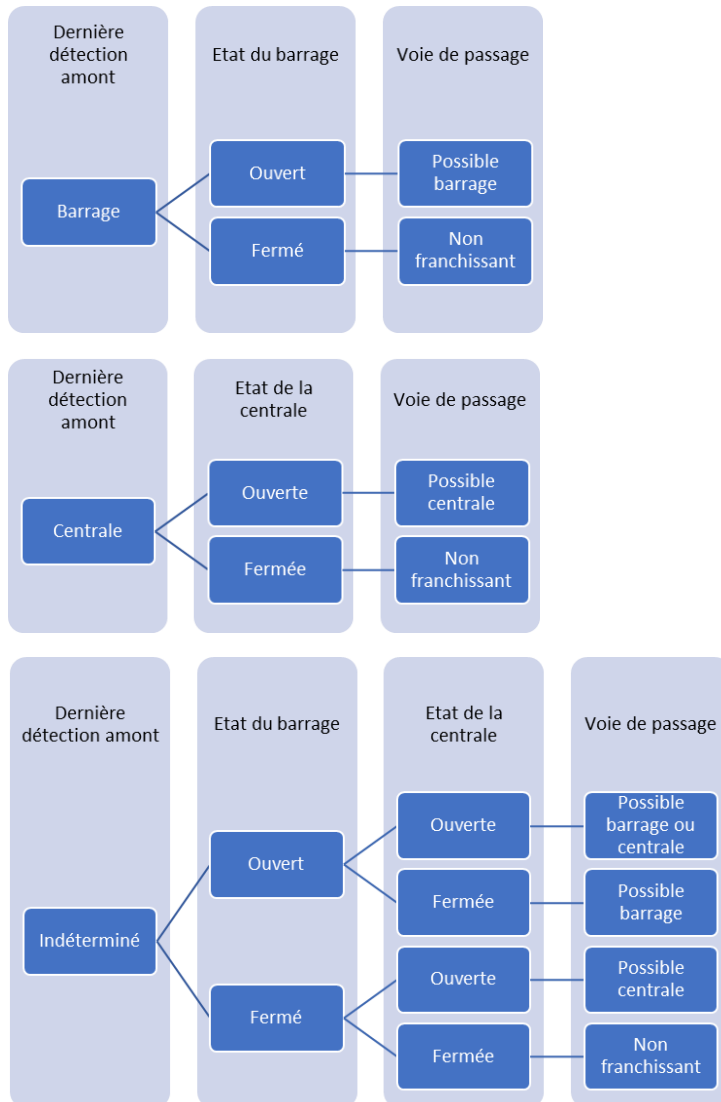 Dernière
détection
amont
Etat du barrage
Voie de passage
Barrage
Ouvert
Possible
barrage
Fermé
Non
franchissant
Dernière
détection
amont
Etat de la
centrale
Voie de passage
Centrale
Ouverte
Possible
centrale
Fermée
Non
franchissant
Dernière
détection amont
Etat du barrage
Etat de la
centrale
Voie de passage
Indéterminé
Ouvert
Ouverte
Possible
barrage ou
centrale
Fermée
Possible
barrage
Fermé
Ouverte
Possible
centrale
Fermée
Non
franchissant